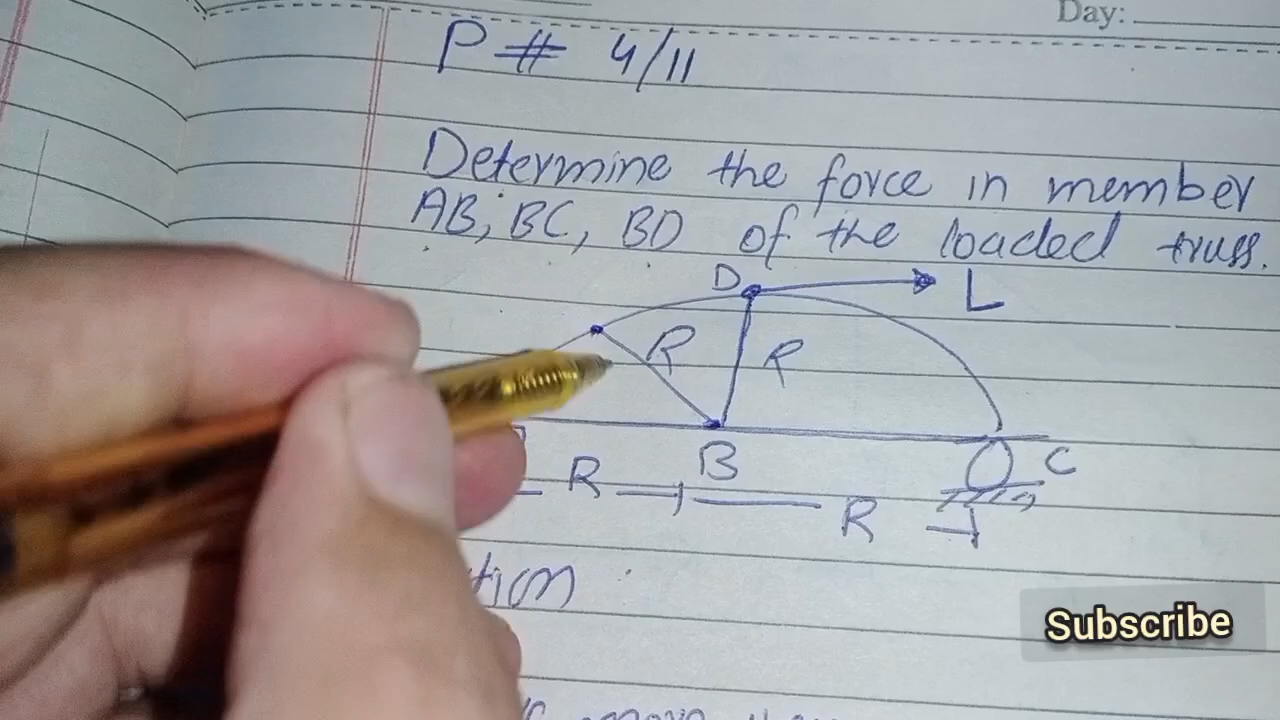 Day:
P # 4/11
Determine the force in member
AB, BC, BD of the loaded truss.
D L
R R
B C
R R
Subscribe